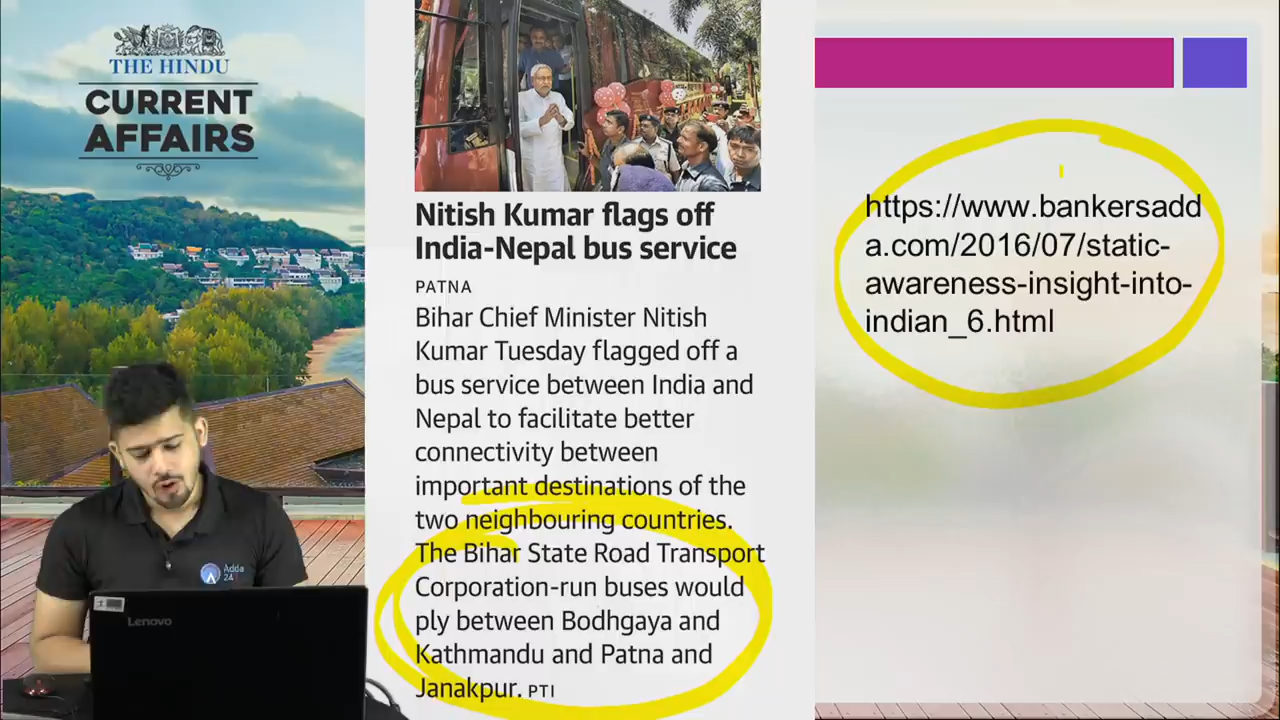 THE HINDU
CURRENT
AFFAIRS
Nitish Kumar flags off
India-Nepal bus service
PATNA
Bihar Chief Minister Nitish
Kumar Tuesday flagged off a
bus service between India and
Nepal to facilitate better
connectivity between
important destinations of the
two neighbouring countries.
The Bihar State Road Transport
Corporation-run buses would
ply between Bodhgaya and
Kathmandu and Patna and
Janakpur. PTI
https://www.bankersadd
a.com/2016/07/static-
awareness-insight-into-
indian_6.html
Adda
24
Lenovo